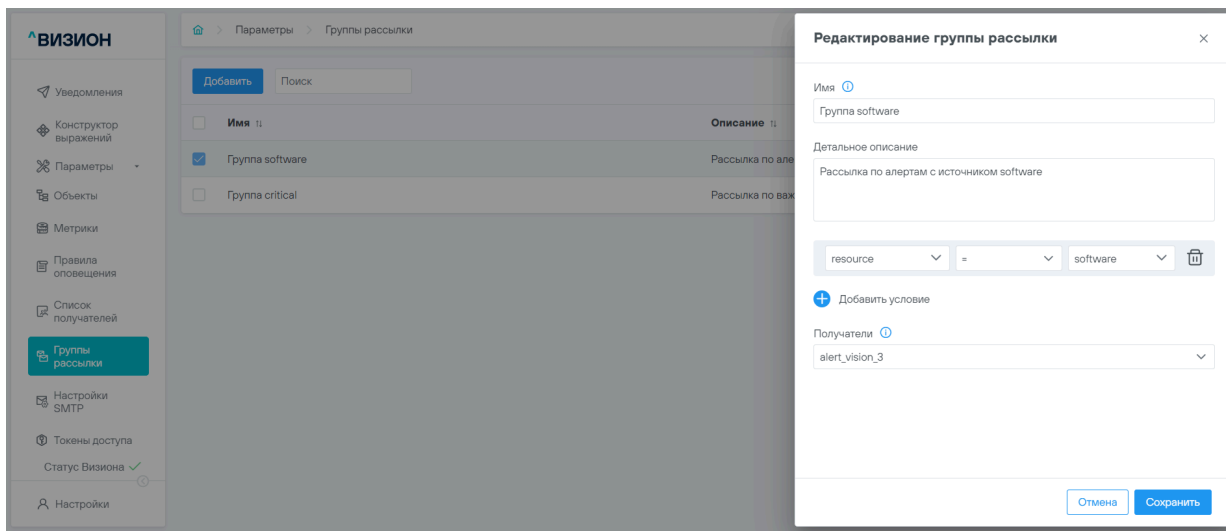 ^ВИЗИОН
Уведомления
Конструктор
выражений
Параметры
Объекты
Метрики
Правила
оповещения
Список
получателей
Группы
рассылки
Настройки
SMTP
Токены доступа
Статус Визиона
Настройки
Параметры > Группы рассылки
Добавить Поиск
Имя Описание
Группа software Рассылка по але
Группа critical Рассылка по важ
Редактирование группы рассылки
Имя
Группа software
Детальное описание
Рассылка по алертам с источником software
resource = software
Добавить условие
Получатели
alert_vision_3
Отмена Сохранить